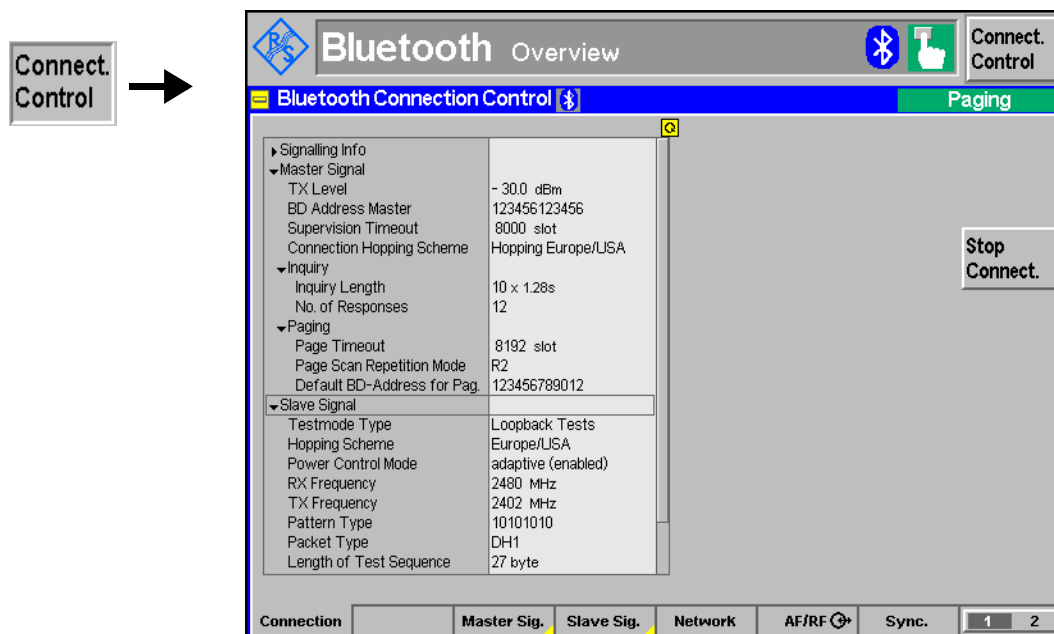 Connect.
Control
R S
Bluetooth Overview
Connect.
Control
Bluetooth Connection Control
Paging
Signalling Info
Master Signal
TX Level - 30.0 dBm
BD Address Master 123456123456
Supervision Timeout 8000 slot
Connection Hopping Scheme Hopping Europe/USA
Inquiry
Inquiry Length 10 x 1.28s
No. of Responses 12
Paging
Page Timeout 8192 slot
Page Scan Repetition Mode R2
Default BD-Address for Pag. 123456789012
Slave Signal
Testmode Type Loopback Tests
Hopping Scheme Europe/USA
Power Control Mode adaptive (enabled)
RX Frequency 2480 MHz
TX Frequency 2402 MHz
Pattern Type 10101010
Packet Type DH1
Length of Test Sequence 27 byte
Stop
Connect.
Connection Master Sig. Slave Sig. Network AF/RF Sync. 1 2